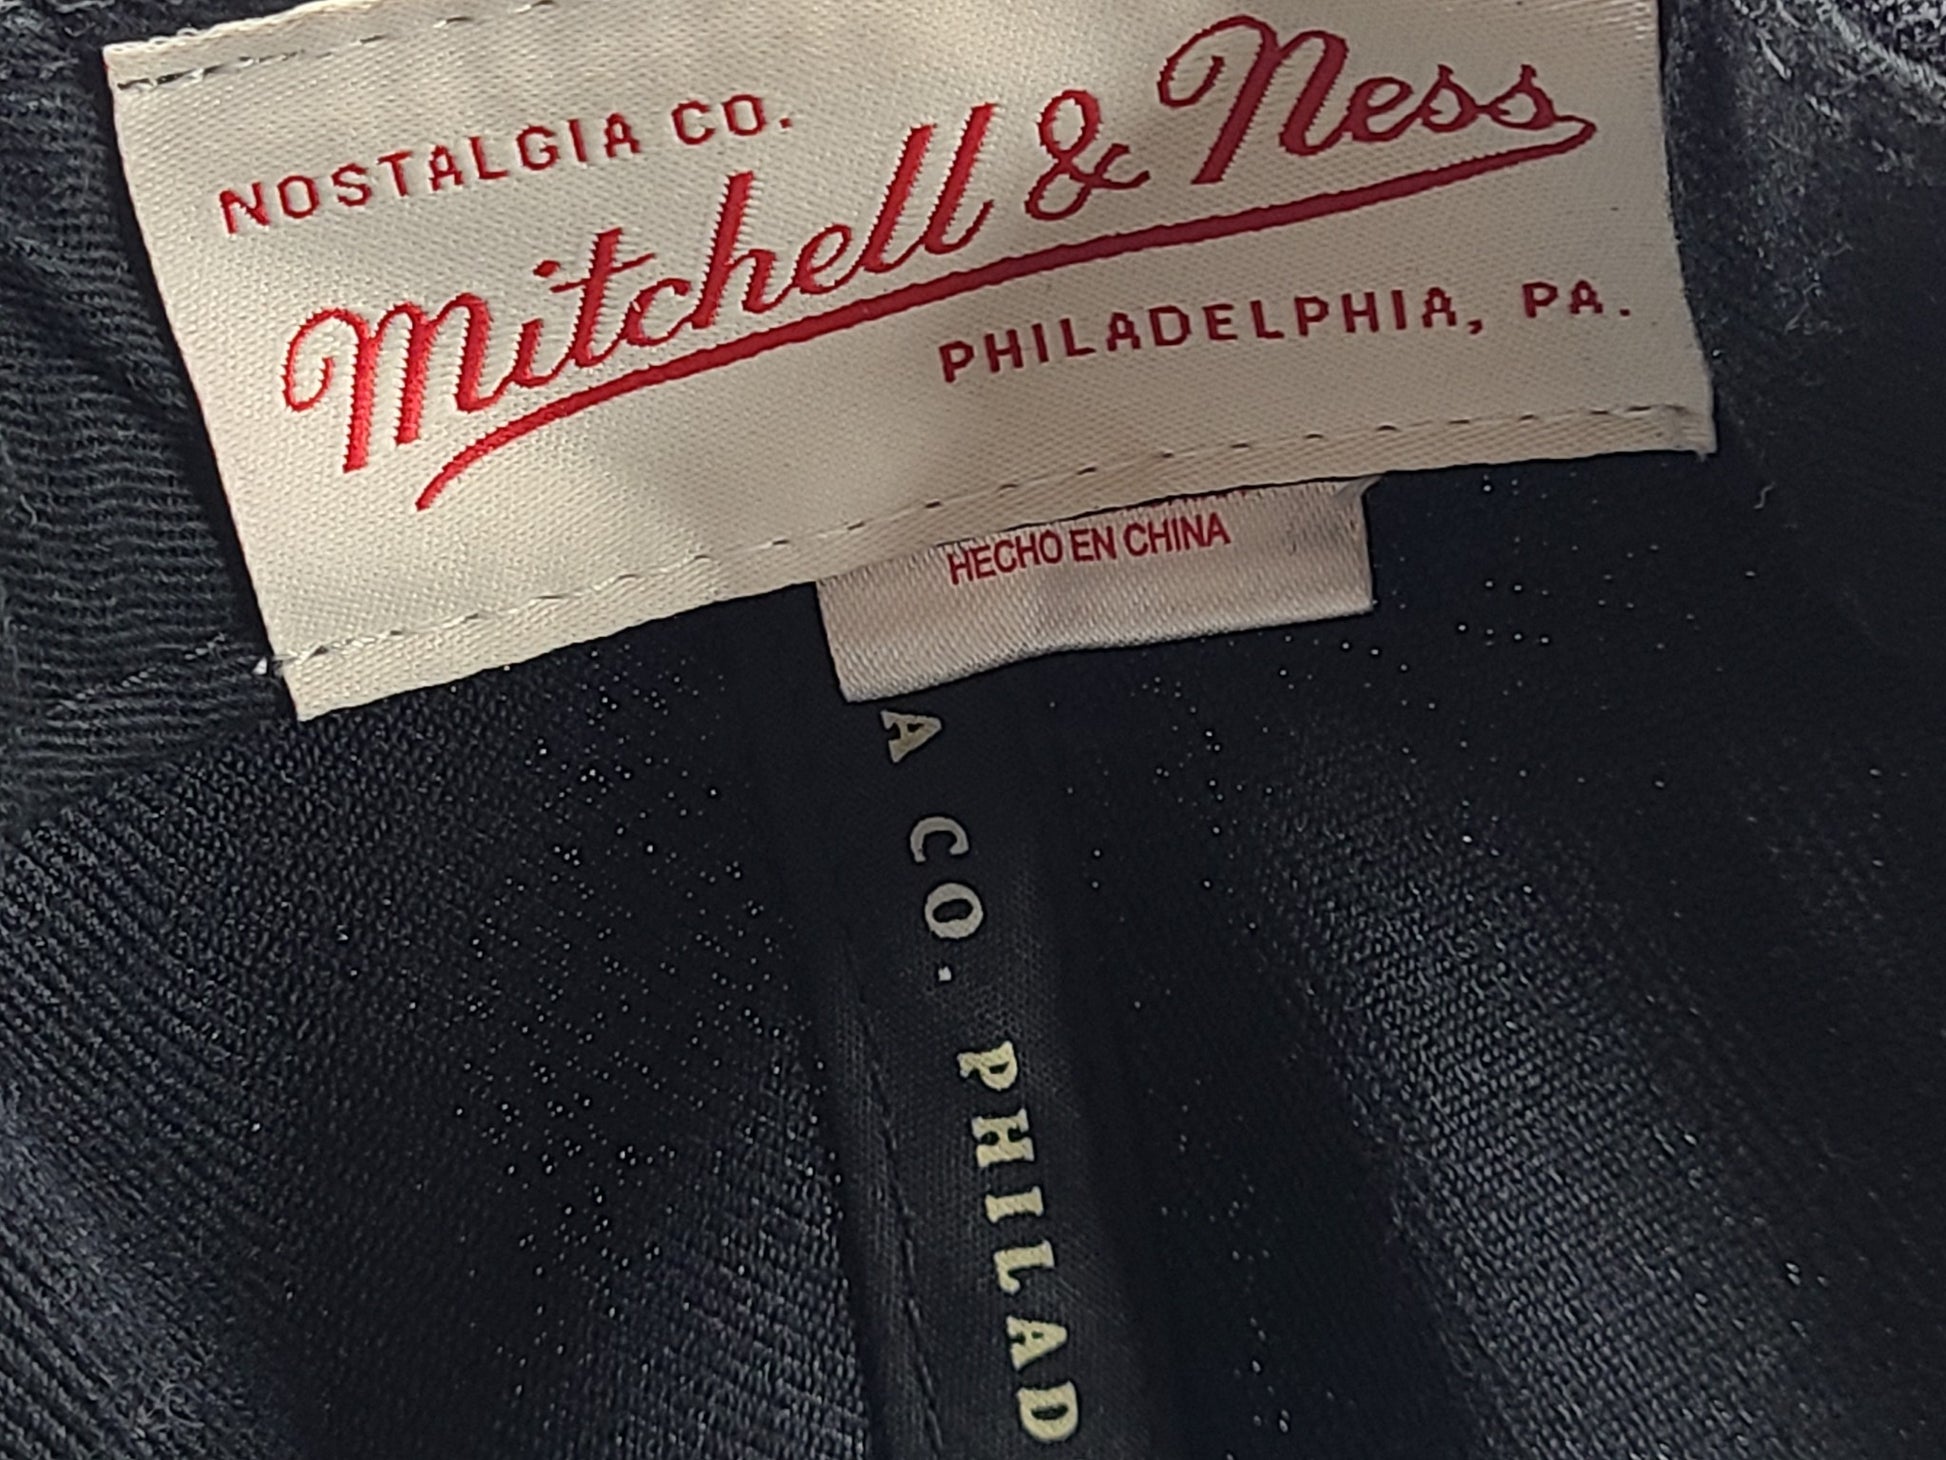 NOSTALGIA CO.
Mitchell & Ness
PHILADELPHIA, PA.
HECHO EN CHINA
A CO. PHILAD